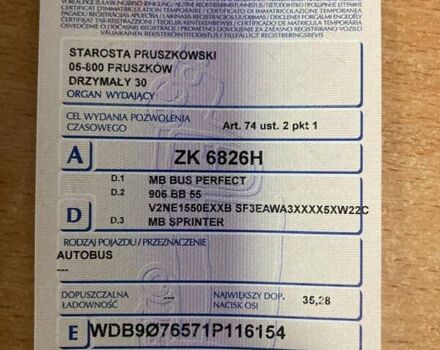 STAROSTA PRUSZKOWSKI
05-800 PRUSZKÓW
DRZYMAŁY 30
ORGAN WYDAJĄCY
CEL WYDANIA POZWOLENIA
CZASOWEGO
Art. 74 ust. 2 pkt 1
A ZK 6826H
D.1 MB BUS PERFECT
D.2 906 BB 55
V2NE1550EXXB SF3EAWA3XXXX5XW22C
D
D.3 MB SPRINTER
RODZAJ POJAZDU / PRZEZNACZENIE
AUTOBUS
---
DOPUSZCZALNA
ŁADOWNOŚĆ
---
NAJWIĘKSZY DOP.
NACISK OSI
35,28
E WDB9Ø76571P116154